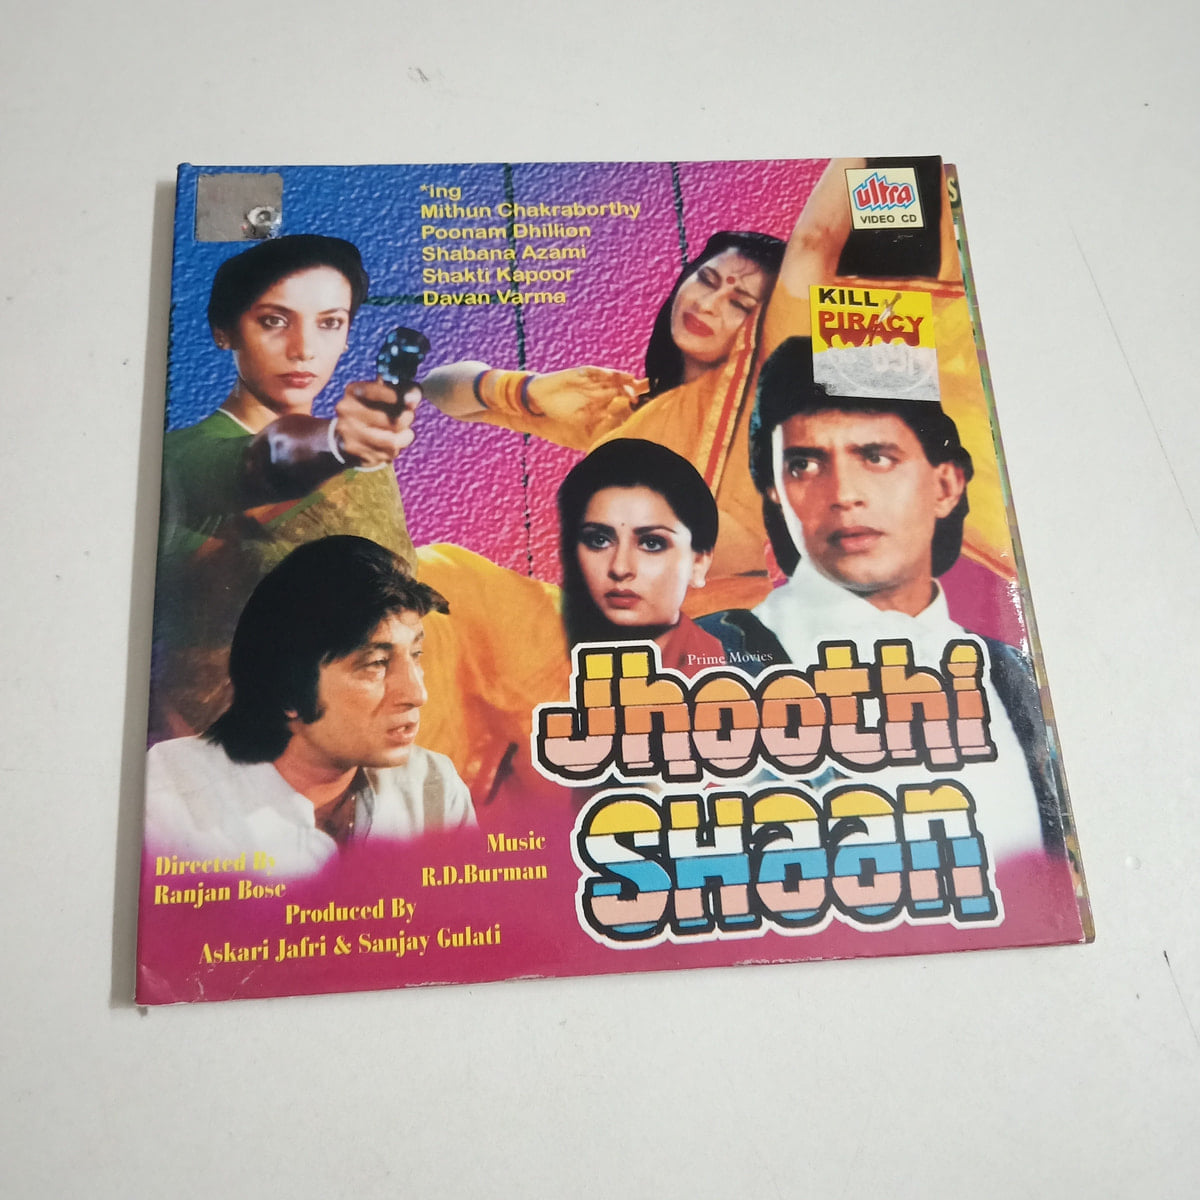 *ing
Mithun Chakraborthy
Poonam Dhillion
Shabana Azami
Shakti Kapoor
Davan Varma
ultra
VIDEO CD
KILL
PIRACY
Prime Movies
Jhoothi
SHaan
Music
R.D.Burman
Directed By
Ranjan Bose
Produced By
Askari Jafri & Sanjay Gulati